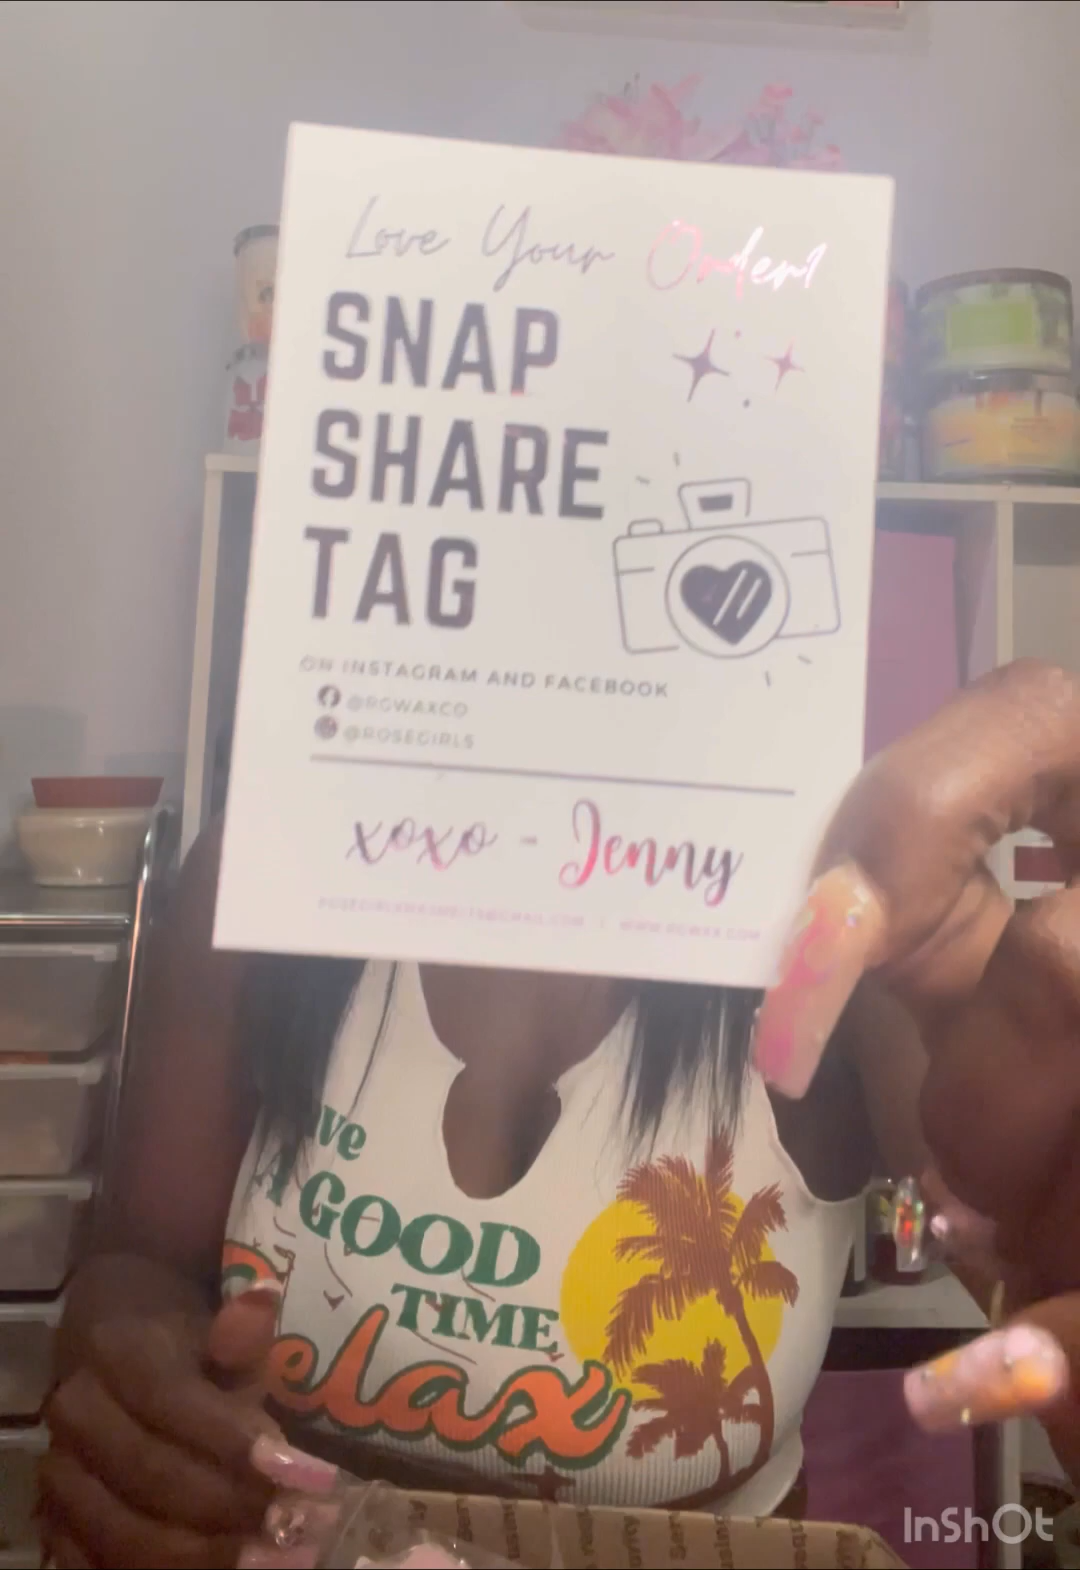 Love Your Order?
SNAP
SHARE
TAG
ON INSTAGRAM AND FACEBOOK
@RGWAXCO
@ROSEGIRLS
xoxo - Jenny
GOOD
TIME
elax
InShOt